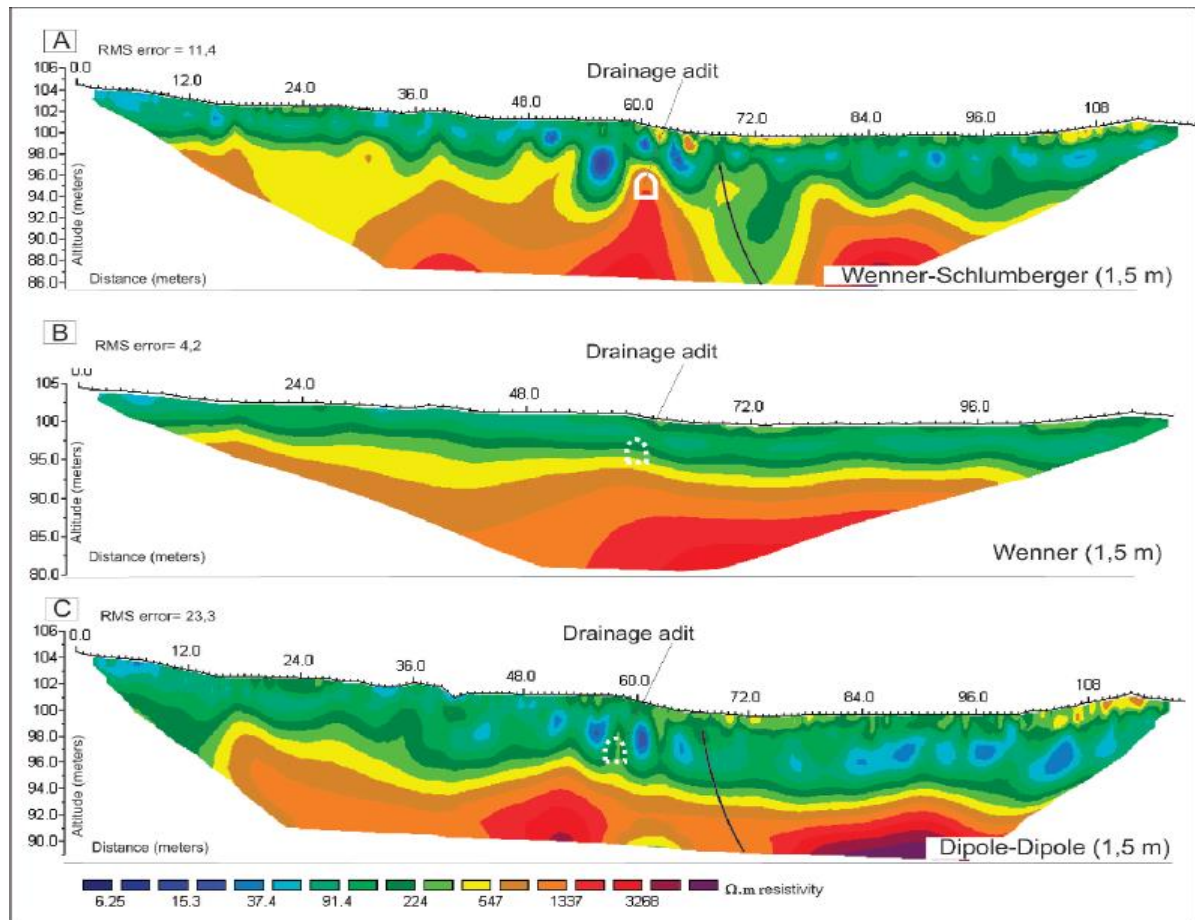 A
RMS error = 11,4
Drainage adit
0.0 12.0 24.0 36.0 48.0 60.0 72.0 84.0 96.0 108
106
104
102
100
98.0
96.0
94.0
92.0
90.0
88.0
86.0
Altitude (meters)
Distance (meters)
Wenner-Schlumberger (1,5 m)
B
RMS error= 4,2
Drainage adit
0.0 24.0 48.0 72.0 96.0
105
100
95.0
90.0
85.0
80.0
Altitude (meters)
Distance (meters)
Wenner (1,5 m)
C
RMS error= 23,3
Drainage adit
0.0 12.0 24.0 36.0 48.0 60.0 72.0 84.0 96.0 108
106
104
102
100
98.0
96.0
94.0
92.0
90.0
Altitude (meters)
Distance (meters)
Dipole-Dipole (1,5 m)
Ω.m resistivity
6.25 15.3 37.4 91.4 224 547 1337 3268